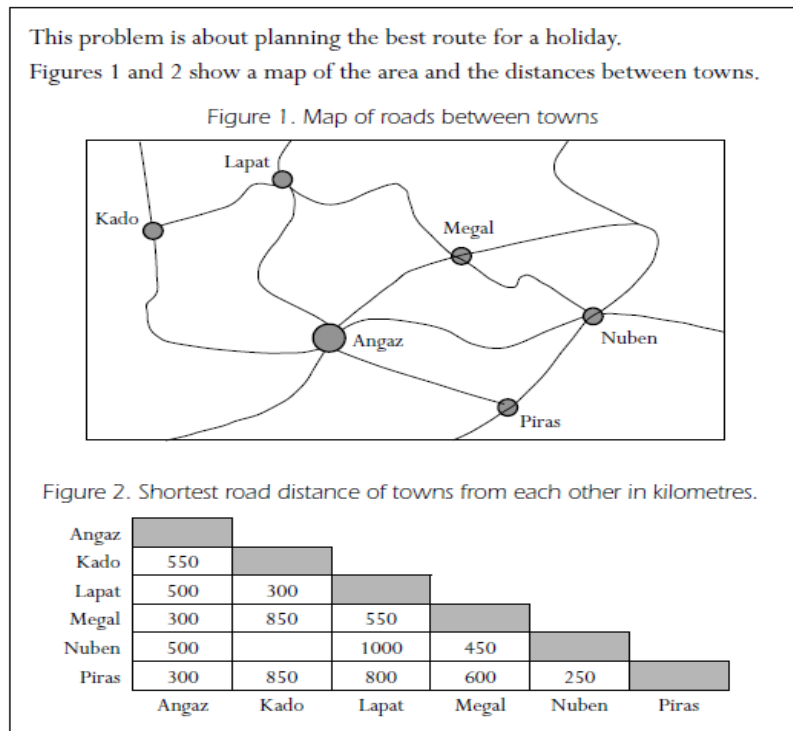 This problem is about planning the best route for a holiday.
Figures 1 and 2 show a map of the area and the distances between towns.
Figure 1. Map of roads between towns
Lapat
Kado
Megal
Angaz
Nuben
Piras
Figure 2. Shortest road distance of towns from each other in kilometres.
Angaz
Kado 550
Lapat 500 300
Megal 300 850 550
Nuben 500 1000 450
Piras 300 850 800 600 250
Angaz Kado Lapat Megal Nuben Piras